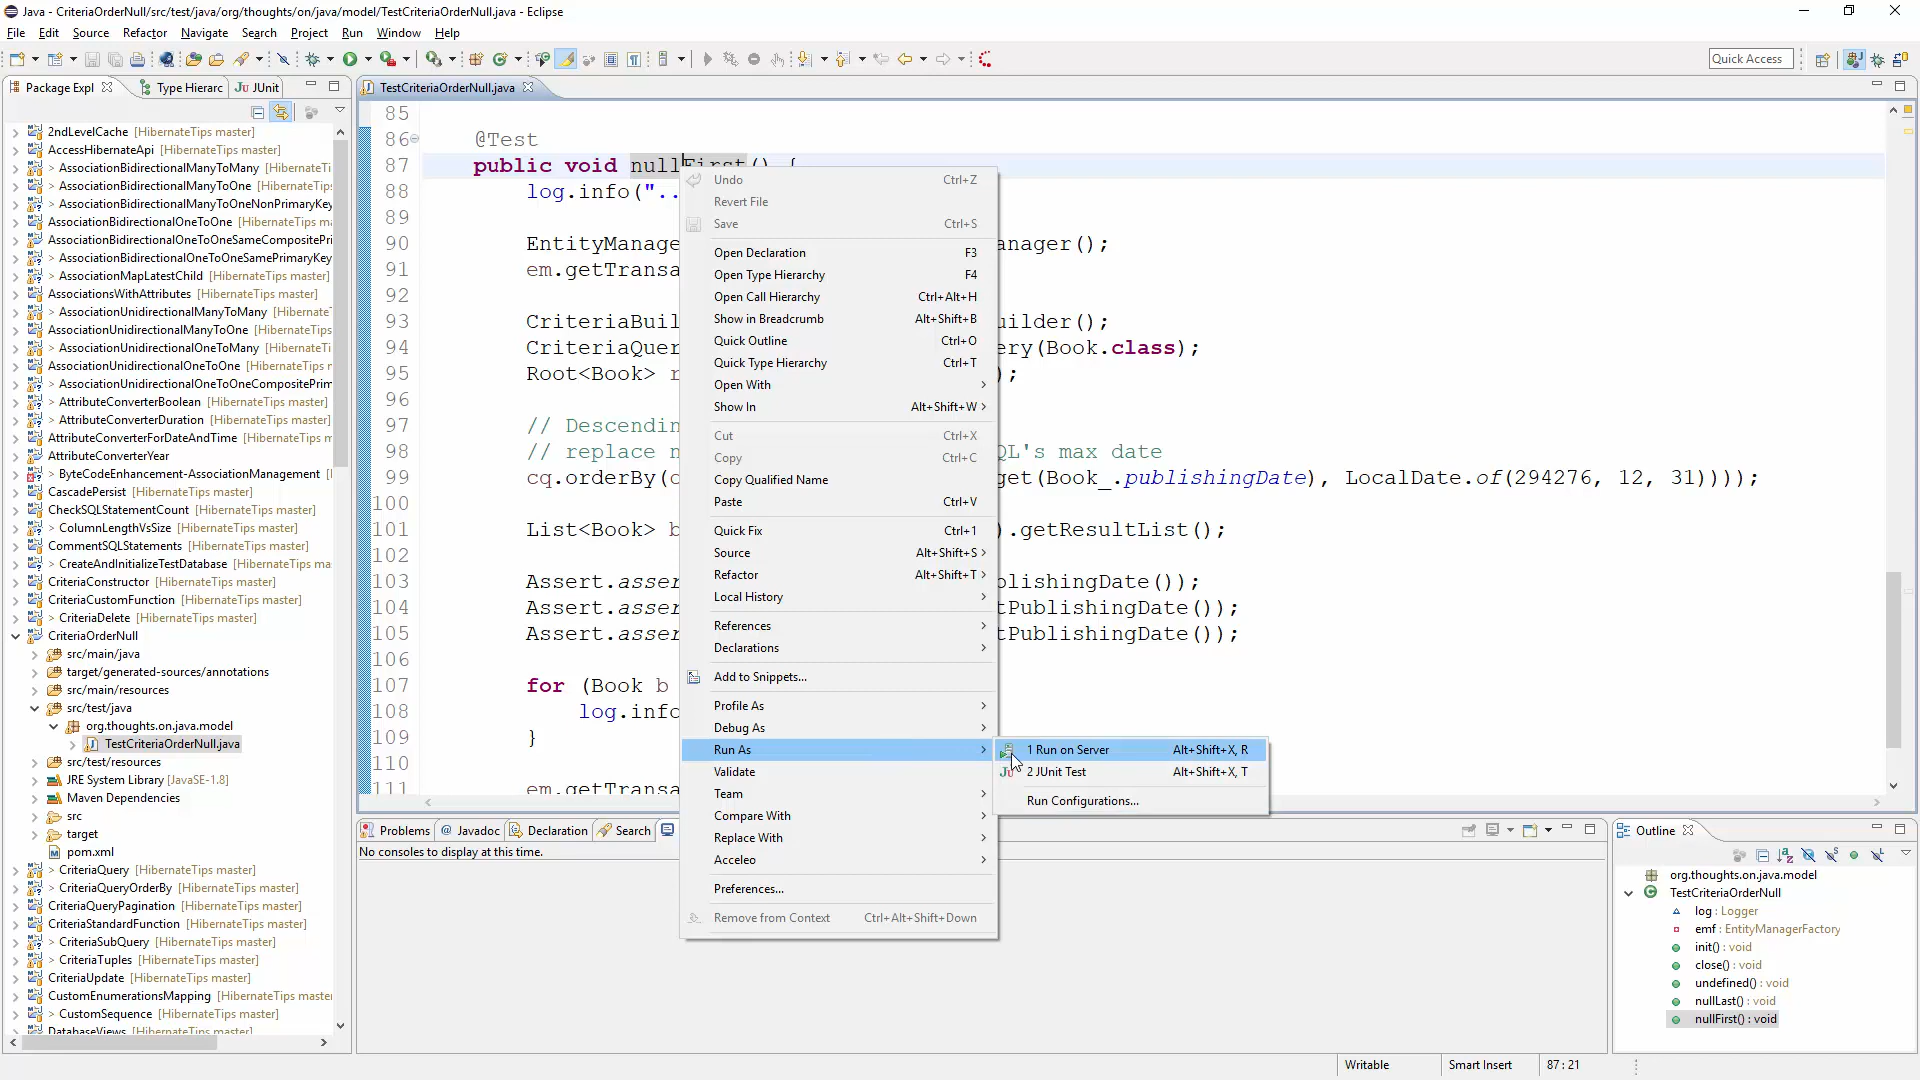 Java - CriteriaOrderNull/src/test/java/org/thoughts/on/java/model/TestCriteriaOrderNull.java - Eclipse
File Edit Source Refactor Navigate Search Project Run Window Help
Quick Access
Package Expl Type Hierarc JUnit
2ndLevelCache [HibernateTips master]
AccessHibernateApi [HibernateTips master]
> AssociationBidirectionalManyToMany [HibernateTi
> AssociationBidirectionalManyToOne [HibernateTip
> AssociationBidirectionalManyToOneNonPrimaryKey
AssociationBidirectionalOneToOne [HibernateTips m
AssociationBidirectionalOneToOneSameCompositePri
AssociationBidirectionalOneToOneSamePrimaryKey
AssociationMapLatestChild [HibernateTips master]
AssociationsWithAttributes [HibernateTips master]
> AssociationUnidirectionalManyToMany [Hibernate
AssociationUnidirectionalManyToOne [HibernateTips
> AssociationUnidirectionalOneToMany [HibernateTi
AssociationUnidirectionalOneToOne [HibernateTips m
> AssociationUnidirectionalOneToOneCompositePrim
> AttributeConverterBoolean [HibernateTips master]
> AttributeConverterDuration [HibernateTips master]
AttributeConverterForDateAndTime [HibernateTips m
AttributeConverterYear
> ByteCodeEnhancement-AssociationManagement [
CascadePersist [HibernateTips master]
CheckSQLStatementCount [HibernateTips master]
> ColumnLengthVsSize [HibernateTips master]
CommentSQLStatements [HibernateTips master]
> CreateAndInitializeTestDatabase [HibernateTips ma
CriteriaConstructor [HibernateTips master]
CriteriaCustomFunction [HibernateTips master]
> CriteriaDelete [HibernateTips master]
CriteriaOrderNull
src/main/java
target/generated-sources/annotations
src/main/resources
src/test/java
org.thoughts.on.java.model
TestCriteriaOrderNull.java
src/test/resources
JRE System Library [JavaSE-1.8]
Maven Dependencies
src
target
pom.xml
> CriteriaQuery [HibernateTips master]
> CriteriaQueryOrderBy [HibernateTips master]
CriteriaQueryPagination [HibernateTips master]
CriteriaStandardFunction [HibernateTips master]
> CriteriaSubQuery [HibernateTips master]
> CriteriaTuples [HibernateTips master]
CriteriaUpdate [HibernateTips master]
CustomEnumerationsMapping [HibernateTips master
> CustomSequence [HibernateTips master]
DatabaseViews [HibernateTips master]
TestCriteriaOrderNull.java
85
86 @Test
87 public void nullFirst() {
88 log.info("..
89
90 EntityManage anager();
91 em.getTransa
92
93 CriteriaBuil uilder();
94 CriteriaQuer ry(Book.class);
95 Root<Book> r );
96
97 // Descendin
98 // replace n QL's max date
99 cq.orderBy(c get(Book_.publishingDate), LocalDate.of(294276, 12, 31))));
100
101 List<Book> b ).getResultList();
102
103 Assert.asser blishingDate());
104 Assert.asser tPublishingDate());
105 Assert.asser tPublishingDate());
106
107 for (Book b
108 log.info
109 }
110
111 em.getTransa
Undo Ctrl+Z
Revert File
Save Ctrl+S
Open Declaration F3
Open Type Hierarchy F4
Open Call Hierarchy Ctrl+Alt+H
Show in Breadcrumb Alt+Shift+B
Quick Outline Ctrl+O
Quick Type Hierarchy Ctrl+T
Open With
Show In Alt+Shift+W
Cut Ctrl+X
Copy Ctrl+C
Copy Qualified Name
Paste Ctrl+V
Quick Fix Ctrl+1
Source Alt+Shift+S
Refactor Alt+Shift+T
Local History
References
Declarations
Add to Snippets...
Profile As
Debug As
Run As
Validate
Team
Compare With
Replace With
Acceleo
Preferences...
Remove from Context Ctrl+Alt+Shift+Down
1 Run on Server Alt+Shift+X, R
2 JUnit Test Alt+Shift+X, T
Run Configurations...
Problems @ Javadoc Declaration Search
No consoles to display at this time.
Outline
org.thoughts.on.java.model
TestCriteriaOrderNull
log : Logger
emf : EntityManagerFactory
init() : void
close() : void
undefined() : void
nullLast() : void
nullFirst() : void
Writable Smart Insert 87 : 21